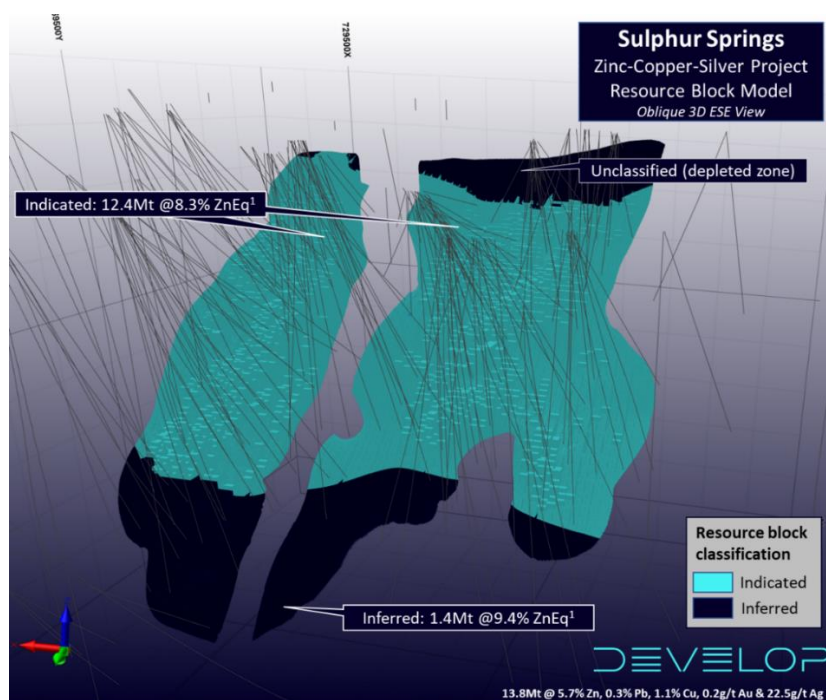 729500X
Sulphur Springs
Zinc-Copper-Silver Project
Resource Block Model
Oblique 3D ESE View
Unclassified (depleted zone)
Indicated: 12.4Mt @8.3% ZnEq¹
Resource block
classification
Indicated
Inferred
Inferred: 1.4Mt @9.4% ZnEq¹
DEVELOP
13.8Mt @ 5.7% Zn, 0.3% Pb, 1.1% Cu, 0.2g/t Au & 22.5g/t Ag